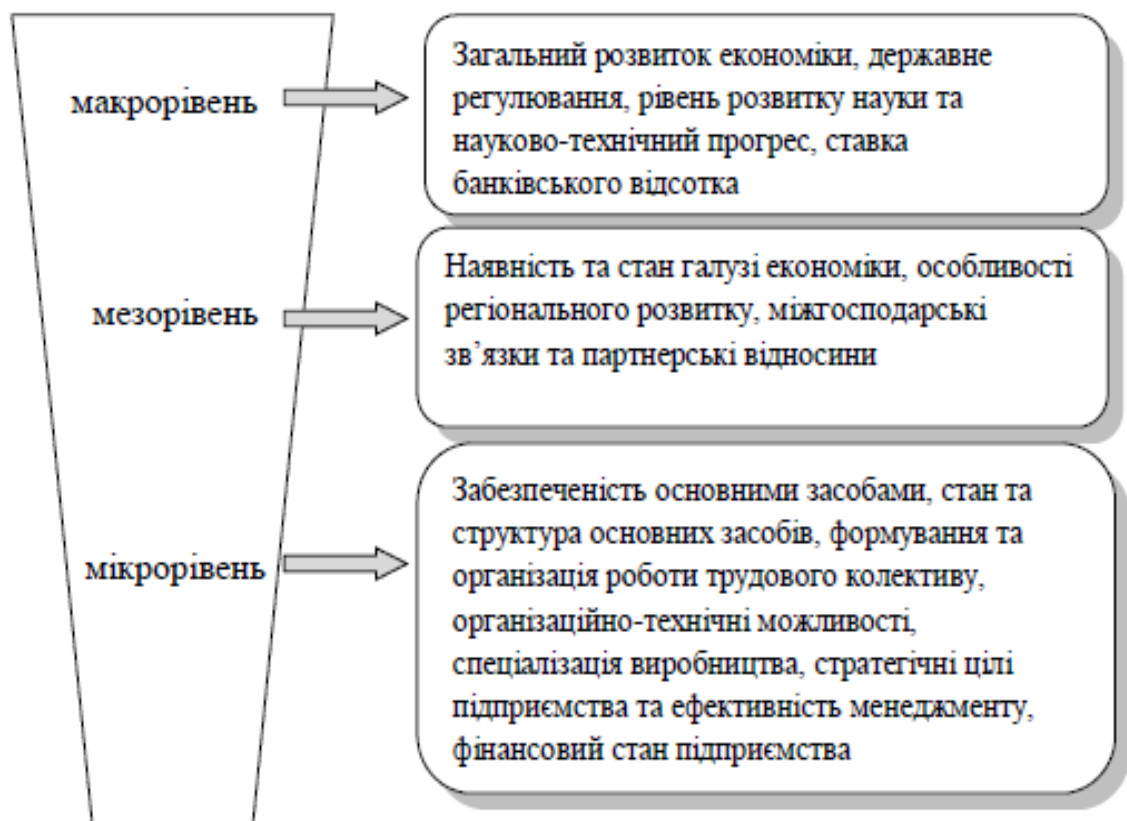 макрорівень
Загальний розвиток економіки, державне
регулювання, рівень розвитку науки та
науково-технічний прогрес, ставка
банківського відсотка
мезорівень
Наявність та стан галузі економіки, особливості
регіонального розвитку, міжгосподарські
зв’язки та партнерські відносини
мікрорівень
Забезпеченість основними засобами, стан та
структура основних засобів, формування та
організація роботи трудового колективу,
організаційно-технічні можливості,
спеціалізація виробництва, стратегічні цілі
підприємства та ефективність менеджменту,
фінансовий стан підприємства